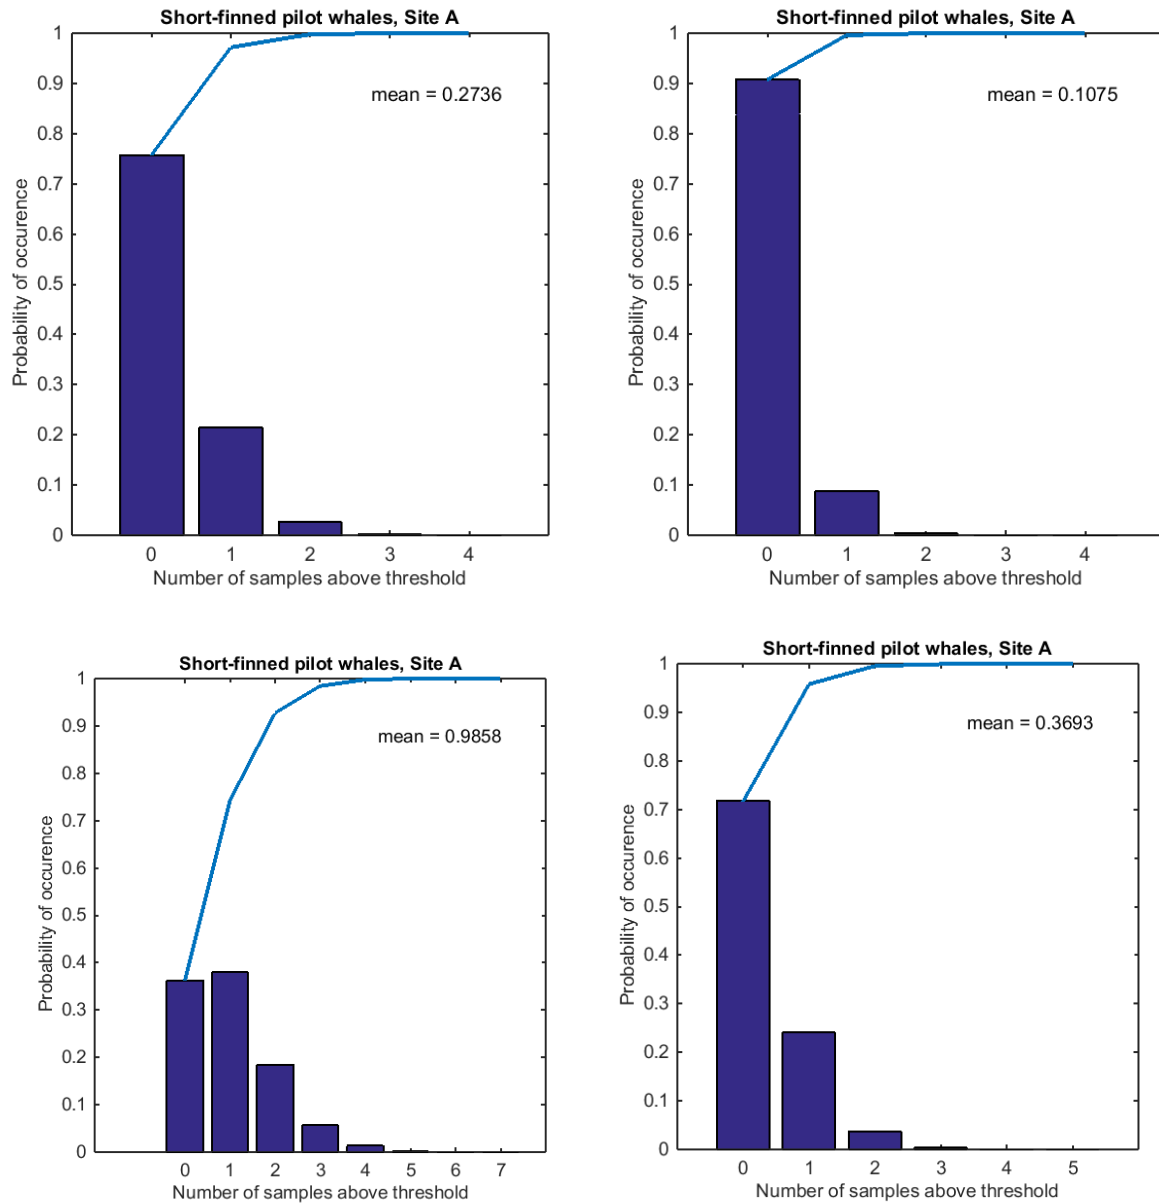 Short-finned pilot whales, Site A
1
0.9
0.8
0.7
0.6
0.5
0.4
0.3
0.2
0.1
0
Probability of occurence
mean = 0.2736
0 1 2 3 4
Number of samples above threshold
Short-finned pilot whales, Site A
1
0.9
0.8
0.7
0.6
0.5
0.4
0.3
0.2
0.1
0
Probability of occurence
mean = 0.1075
0 1 2 3 4
Number of samples above threshold
Short-finned pilot whales, Site A
1
0.9
0.8
0.7
0.6
0.5
0.4
0.3
0.2
0.1
0
Probability of occurence
mean = 0.9858
0 1 2 3 4 5 6 7
Number of samples above threshold
Short-finned pilot whales, Site A
1
0.9
0.8
0.7
0.6
0.5
0.4
0.3
0.2
0.1
0
Probability of occurence
mean = 0.3693
0 1 2 3 4 5
Number of samples above threshold